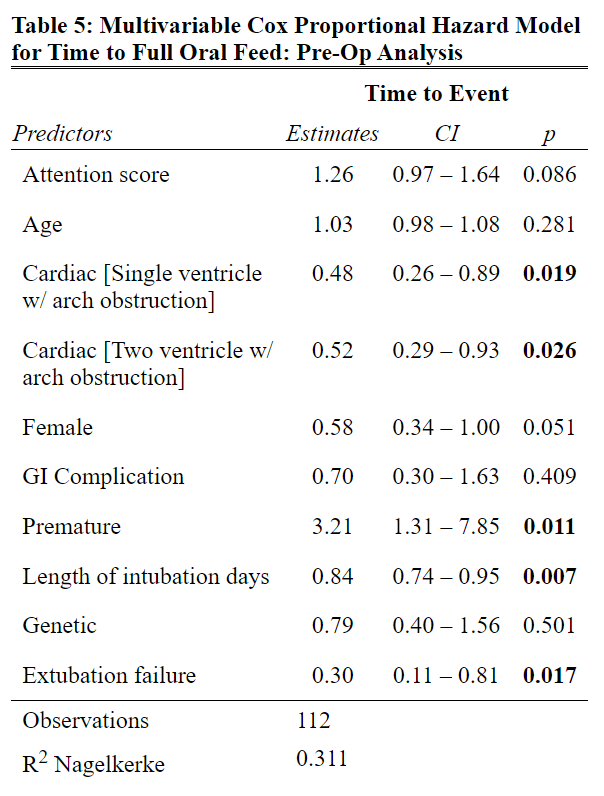 Table 5: Multivariable Cox Proportional Hazard Model
for Time to Full Oral Feed: Pre-Op Analysis
Time to Event
Predictors Estimates CI p
Attention score 1.26 0.97 – 1.64 0.086
Age 1.03 0.98 – 1.08 0.281
Cardiac [Single ventricle 0.48 0.26 – 0.89 0.019
w/ arch obstruction]
Cardiac [Two ventricle w/ 0.52 0.29 – 0.93 0.026
arch obstruction]
Female 0.58 0.34 – 1.00 0.051
GI Complication 0.70 0.30 – 1.63 0.409
Premature 3.21 1.31 – 7.85 0.011
Length of intubation days 0.84 0.74 – 0.95 0.007
Genetic 0.79 0.40 – 1.56 0.501
Extubation failure 0.30 0.11 – 0.81 0.017
Observations 112
R² Nagelkerke 0.311